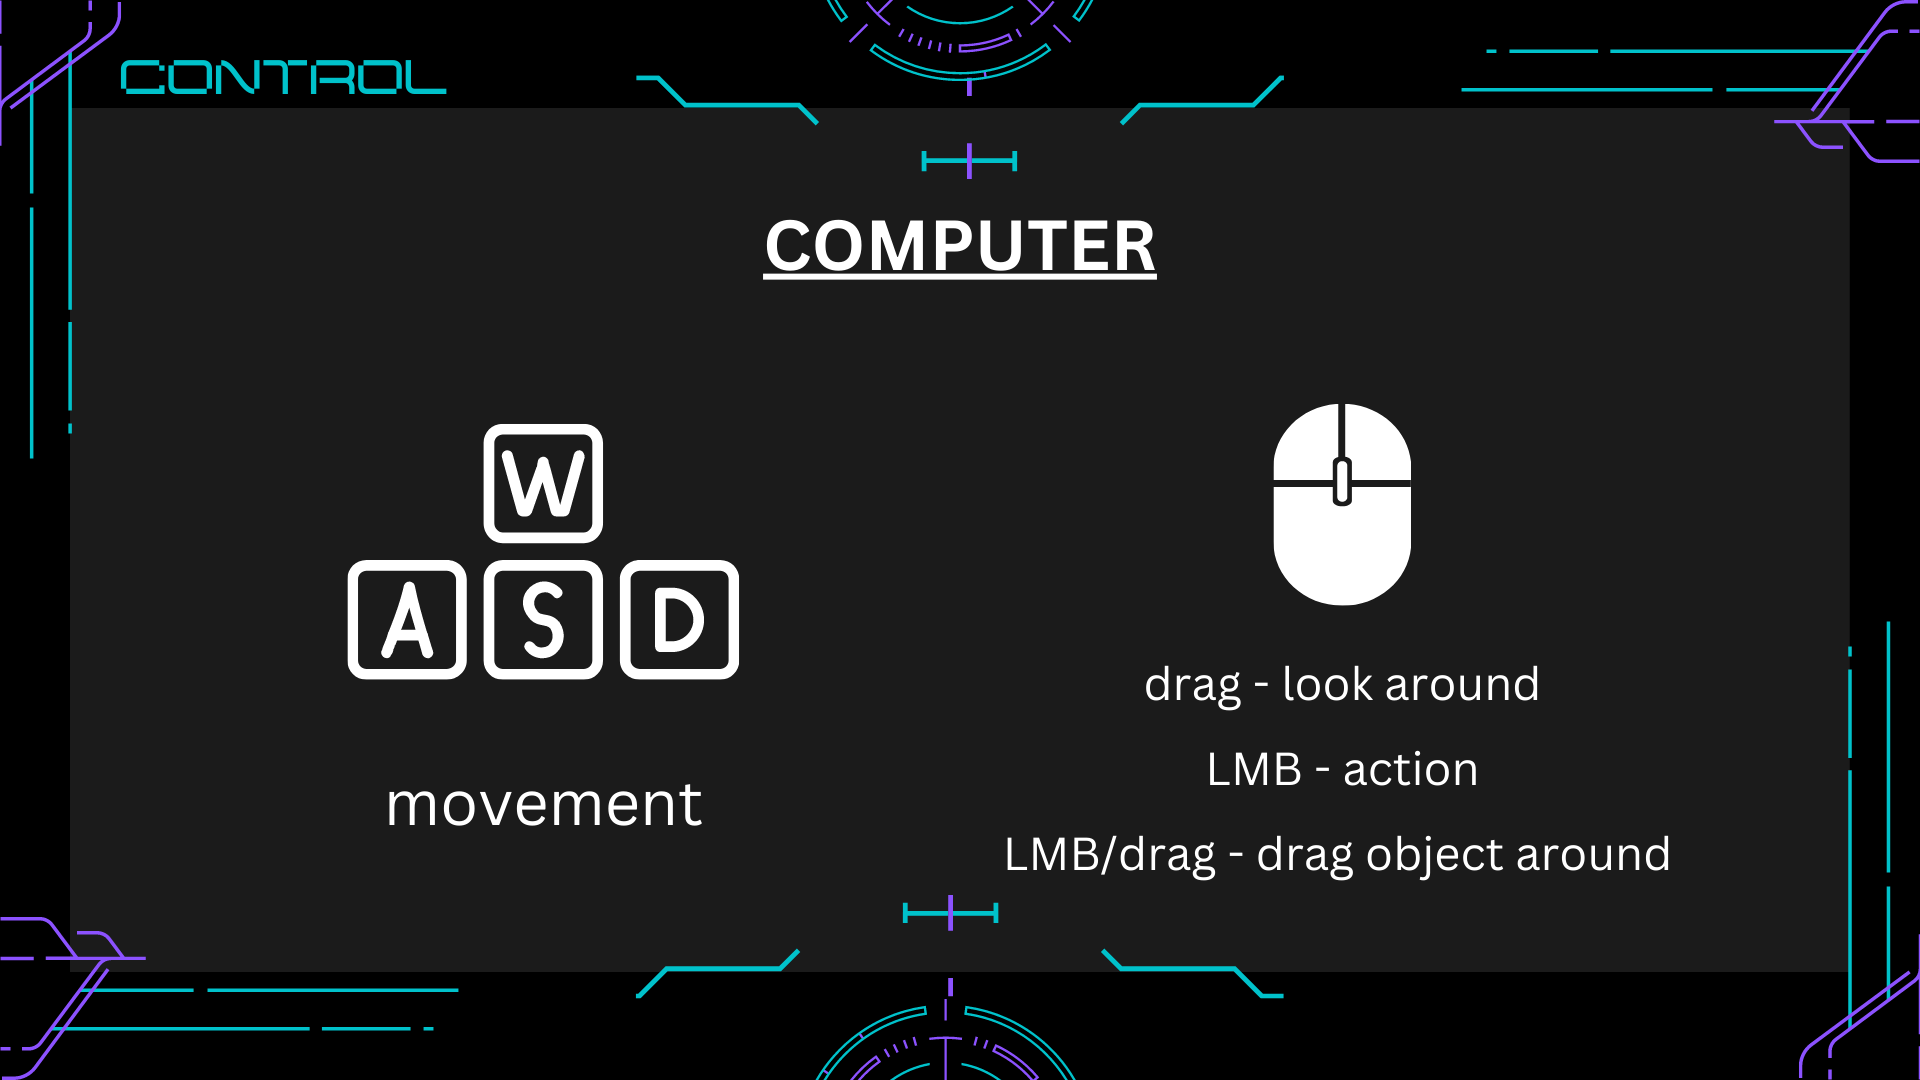 CONTROL
COMPUTER
W
A S D
movement
drag - look around
LMB - action
LMB/drag - drag object around